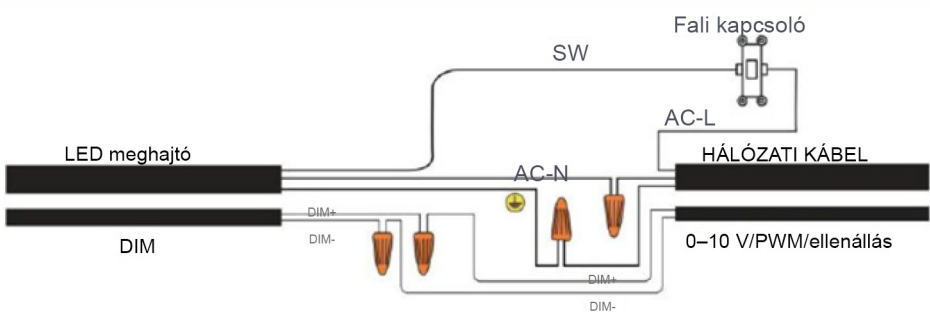 Fali kapcsoló
SW
AC-L
LED meghajtó
HÁLÓZATI KÁBEL
AC-N
DIM+
DIM-
DIM
0–10 V/PWM/ellenállás
DIM+
DIM-